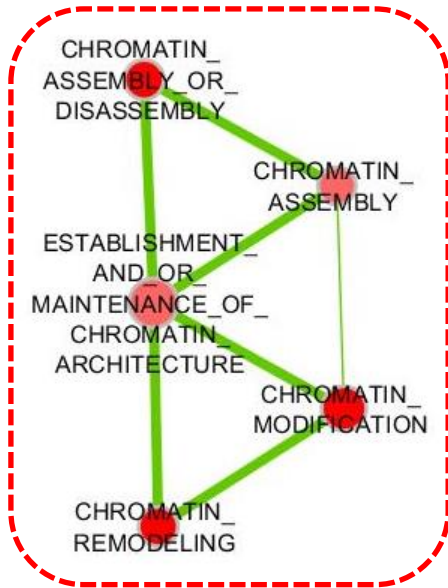 CHROMATIN_
ASSEMBLY_OR_
DISASSEMBLY
CHROMATIN_
ASSEMBLY
ESTABLISHMENT_
AND_OR_
MAINTENANCE_OF_
CHROMATIN_
ARCHITECTURE
CHROMATIN_
MODIFICATION
CHROMATIN_
REMODELING